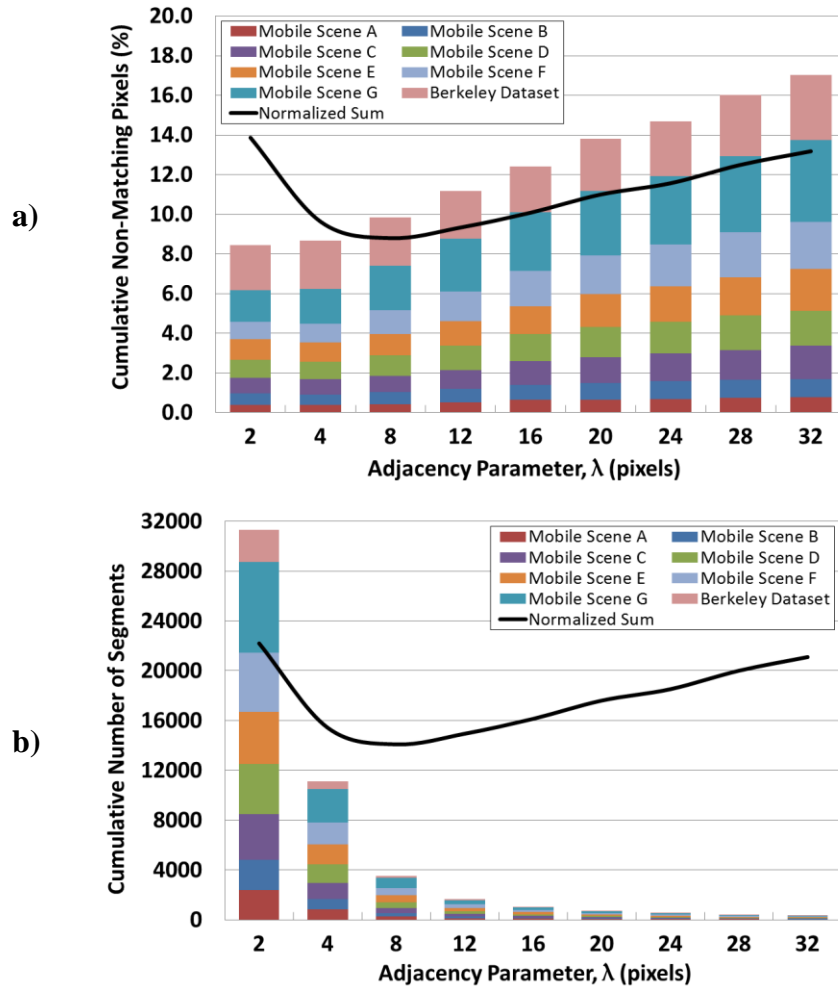 a)
Cumulative Non-Matching Pixels (%)
20.0
18.0
16.0
14.0
12.0
10.0
8.0
6.0
4.0
2.0
0.0
Mobile Scene A Mobile Scene B
Mobile Scene C Mobile Scene D
Mobile Scene E Mobile Scene F
Mobile Scene G Berkeley Dataset
Normalized Sum
2 4 8 12 16 20 24 28 32
Adjacency Parameter, λ (pixels)
b)
Cumulative Number of Segments
32000
28000
24000
20000
16000
12000
8000
4000
0
Mobile Scene A Mobile Scene B
Mobile Scene C Mobile Scene D
Mobile Scene E Mobile Scene F
Mobile Scene G Berkeley Dataset
Normalized Sum
2 4 8 12 16 20 24 28 32
Adjacency Parameter, λ (pixels)